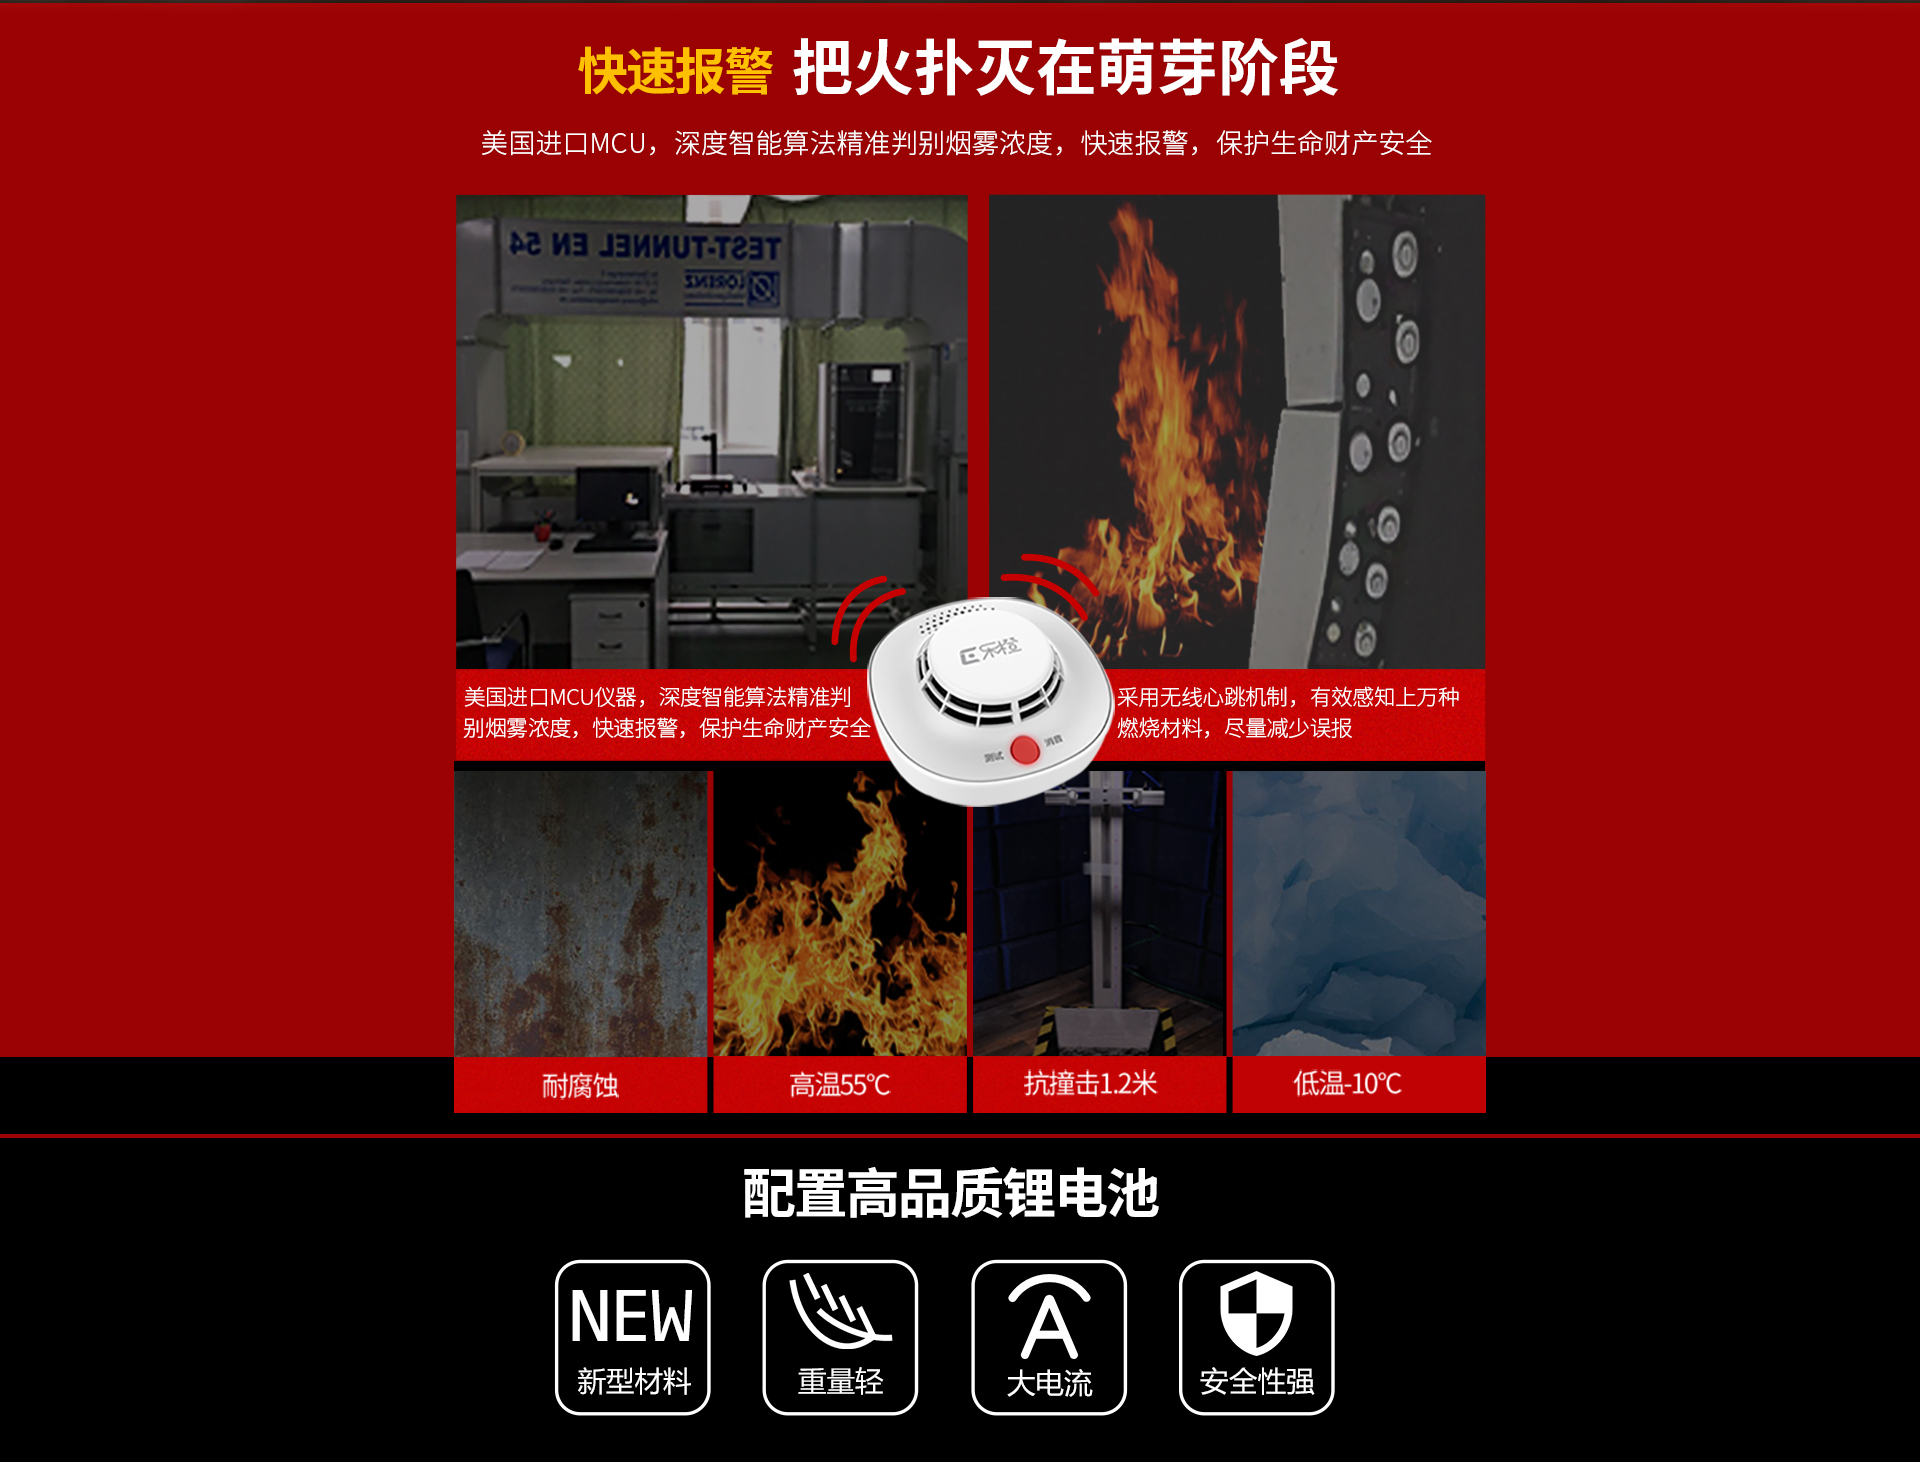 快速报警 把火扑灭在萌芽阶段
美国进口MCU，深度智能算法精准判别烟雾浓度，快速报警，保护生命财产安全
TEST-TUNNEL EN 54
LORENZ
乐橙
测试
消音
美国进口MCU仪器，深度智能算法精准判
别烟雾浓度，快速报警，保护生命财产安全
采用无线心跳机制，有效感知上万种
燃烧材料，尽量减少误报
耐腐蚀
高温55℃
抗撞击1.2米
低温-10℃
配置高品质锂电池
NEW
新型材料
重量轻
A
大电流
安全性强